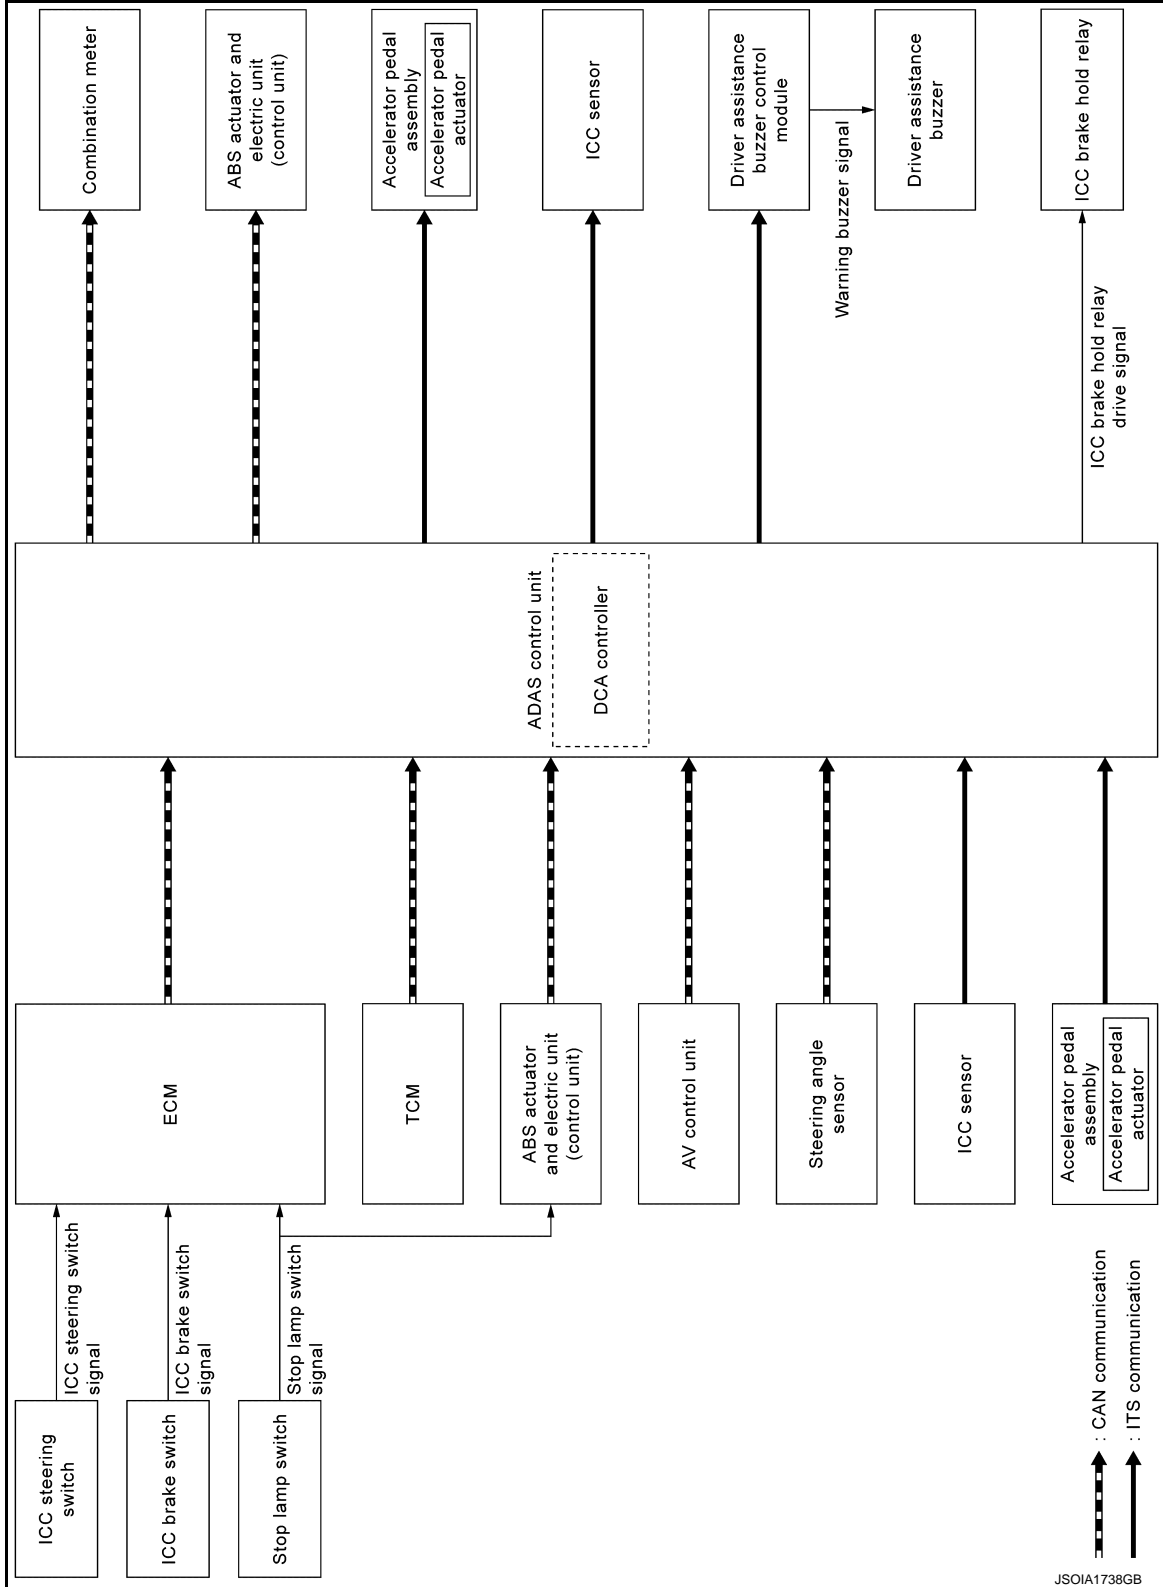 ICC steering
switch
ICC brake switch
Stop lamp switch
ICC steering switch
signal
ICC brake switch
signal
Stop lamp switch
signal
ECM
TCM
ABS actuator
and electric unit
(control unit)
AV control unit
Steering angle
sensor
ICC sensor
Accelerator pedal
assembly
Accelerator pedal
actuator
ADAS control unit
DCA controller
Combination meter
ABS actuator and
electric unit
(control unit)
Accelerator pedal
assembly
Accelerator pedal
actuator
ICC sensor
Driver assistance
buzzer control
module
Warning buzzer signal
Driver assistance
buzzer
ICC brake hold relay
drive signal
ICC brake hold relay
: CAN communication
: ITS communication
JSOIA1738GB